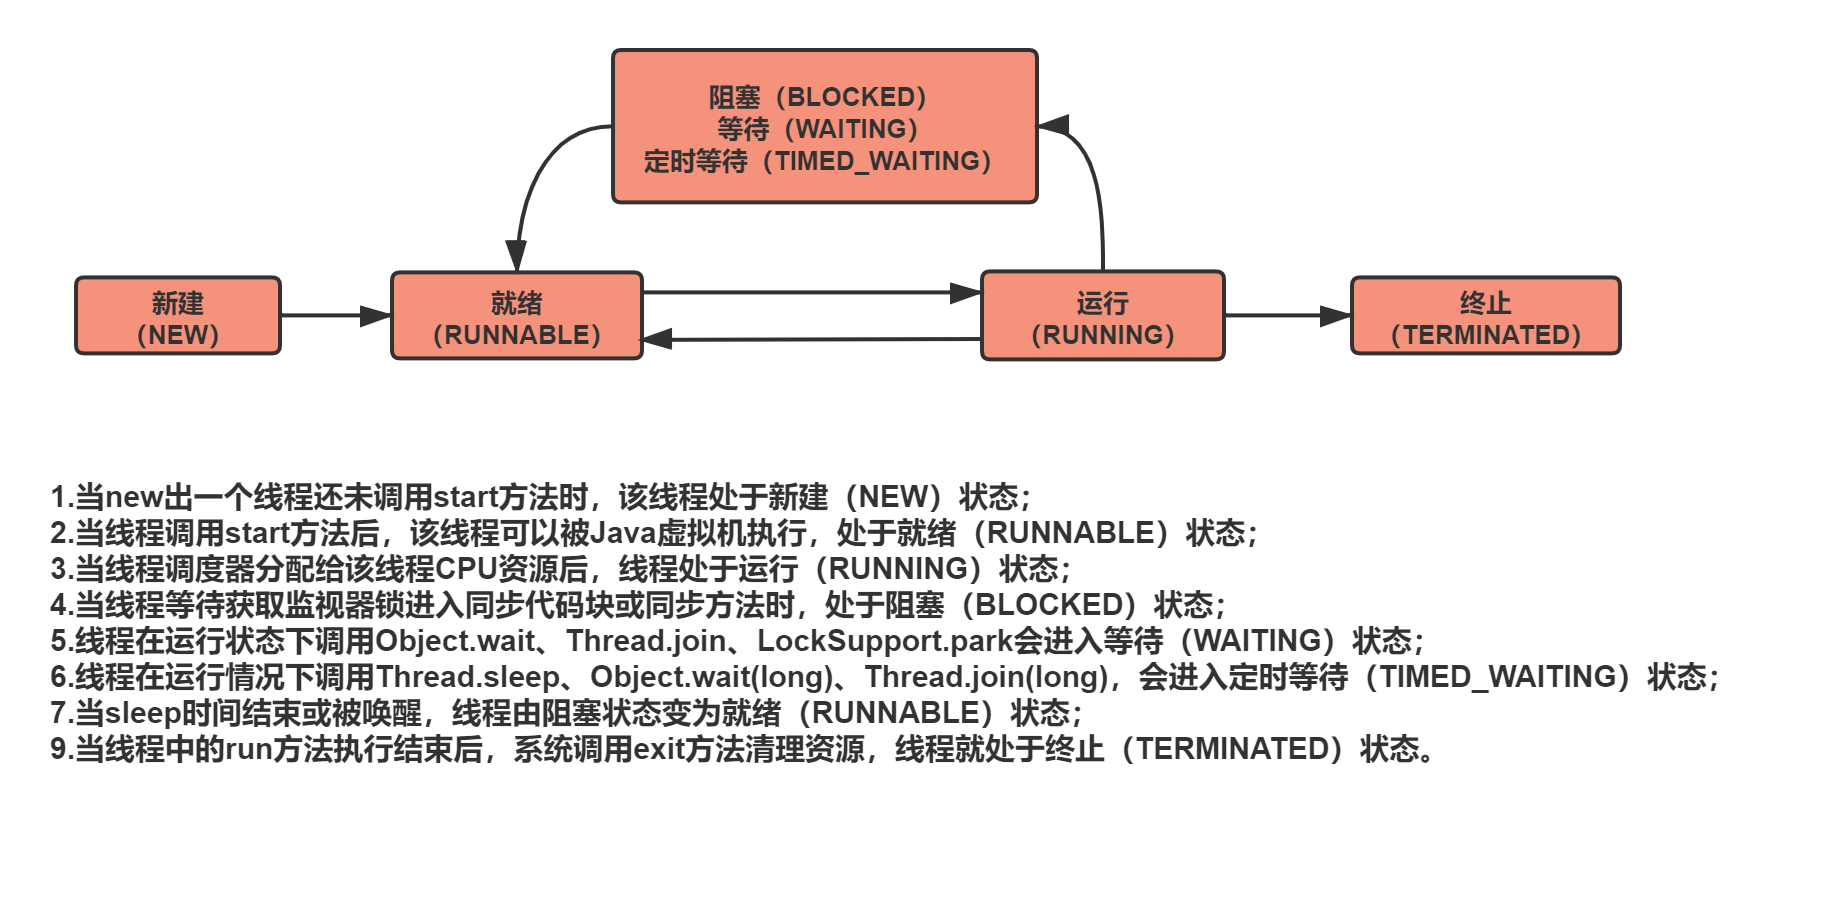 阻塞（BLOCKED）
等待（WAITING）
定时等待（TIMED_WAITING）
新建
（NEW）
就绪
（RUNNABLE）
运行
（RUNNING）
终止
（TERMINATED）
1.当new出一个线程还未调用start方法时，该线程处于新建（NEW）状态；
2.当线程调用start方法后，该线程可以被Java虚拟机执行，处于就绪（RUNNABLE）状态；
3.当线程调度器分配给该线程CPU资源后，线程处于运行（RUNNING）状态；
4.当线程等待获取监视器锁进入同步代码块或同步方法时，处于阻塞（BLOCKED）状态；
5.线程在运行状态下调用Object.wait、Thread.join、LockSupport.park会进入等待（WAITING）状态；
6.线程在运行情况下调用Thread.sleep、Object.wait(long)、Thread.join(long)，会进入定时等待（TIMED_WAITING）状态；
7.当sleep时间结束或被唤醒，线程由阻塞状态变为就绪（RUNNABLE）状态；
9.当线程中的run方法执行结束后，系统调用exit方法清理资源，线程就处于终止（TERMINATED）状态。